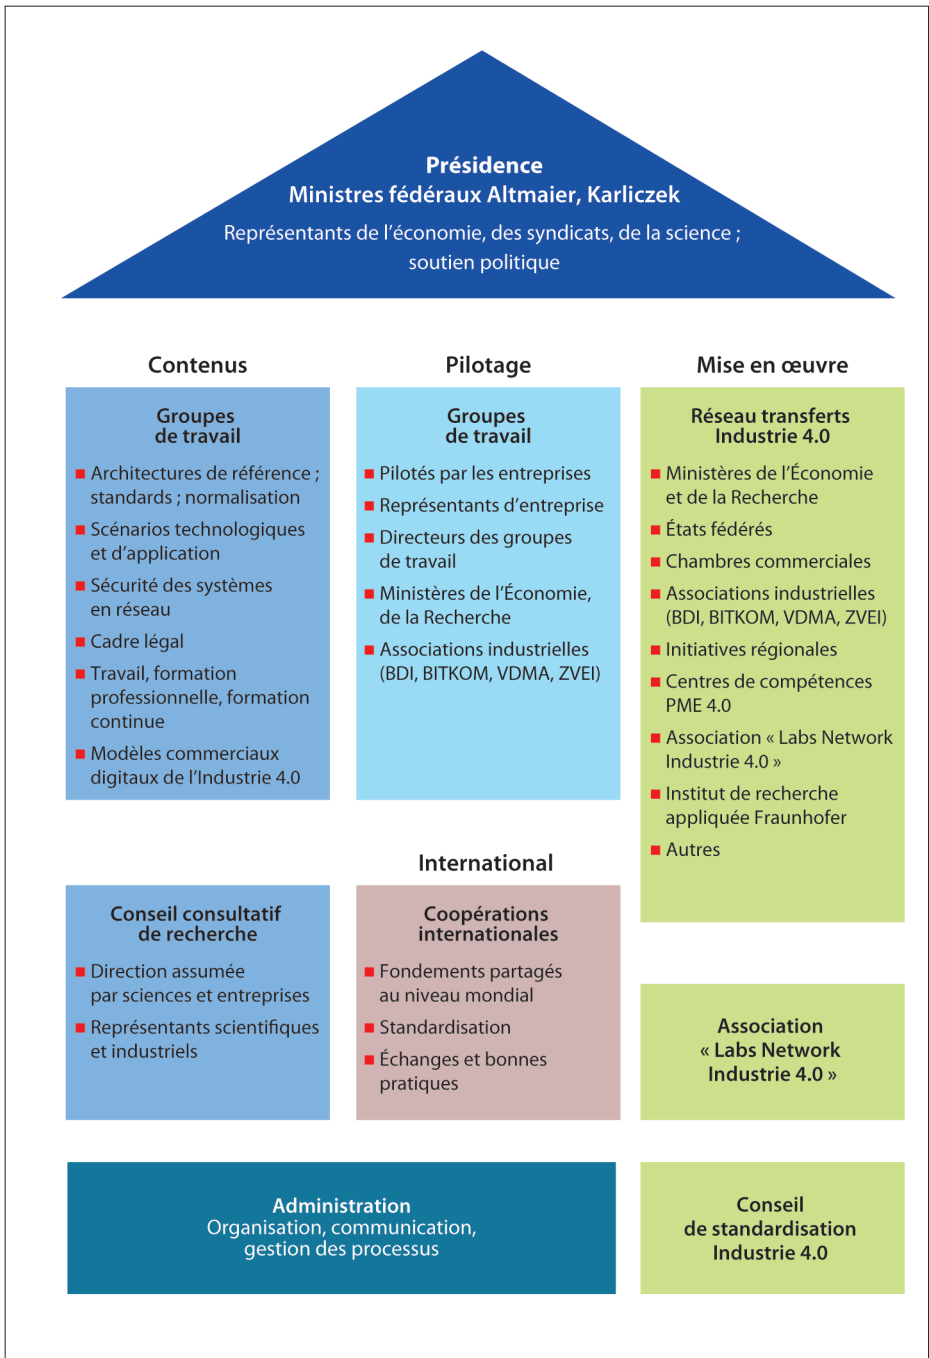 Présidence
Ministres fédéraux Altmaier, Karliczek
Représentants de l’économie, des syndicats, de la science ;
soutien politique
Contenus
Groupes
de travail
Architectures de référence ;
standards ; normalisation
Scénarios technologiques
et d’application
Sécurité des systèmes
en réseau
Cadre légal
Travail, formation
professionnelle, formation
continue
Modèles commerciaux
digitaux de l’Industrie 4.0
Pilotage
Groupes
de travail
Pilotés par les entreprises
Représentants d’entreprise
Directeurs des groupes
de travail
Ministères de l’Économie,
de la Recherche
Associations industrielles
(BDI, BITKOM, VDMA, ZVEI)
Mise en œuvre
Réseau transferts
Industrie 4.0
Ministères de l’Économie
et de la Recherche
États fédérés
Chambres commerciales
Associations industrielles
(BDI, BITKOM, VDMA, ZVEI)
Initiatives régionales
Centres de compétences
PME 4.0
Association « Labs Network
Industrie 4.0 »
Institut de recherche
appliquée Fraunhofer
Autres
Conseil consultatif
de recherche
Direction assumée
par sciences et entreprises
Représentants scientifiques
et industriels
International
Coopérations
internationales
Fondements partagés
au niveau mondial
Standardisation
Échanges et bonnes
pratiques
Association
« Labs Network
Industrie 4.0 »
Administration
Organisation, communication,
gestion des processus
Conseil
de standardisation
Industrie 4.0